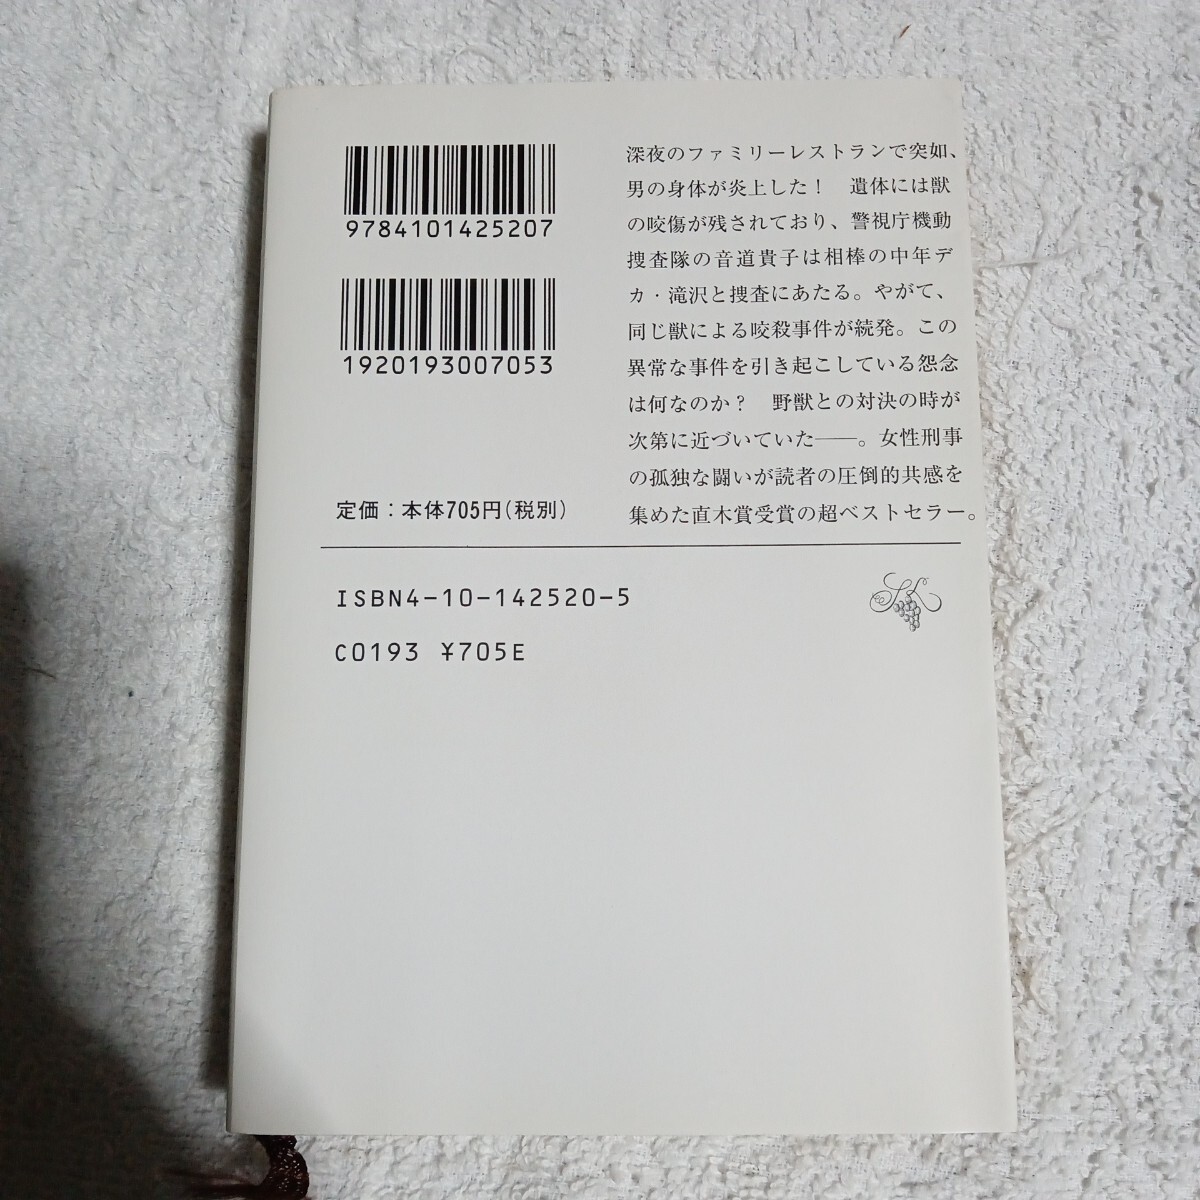 9784101425207
1920193007053
定価：本体705円(税別)
深夜のファミリーレストランで突如、
男の身体が炎上した！　遺体には獣
の咬傷が残されており、警視庁機動
捜査隊の音道貴子は相棒の中年デ
カ・滝沢と捜査にあたる。やがて、
同じ獣による咬殺事件が続発。この
異常な事件を引き起こしている怨念
は何なのか？　野獣との対決の時が
次第に近づいていた――。女性刑事
の孤独な闘いが読者の圧倒的共感を
集めた直木賞受賞の超ベストセラー。
ISBN4-10-142520-5
C0193 ¥705E